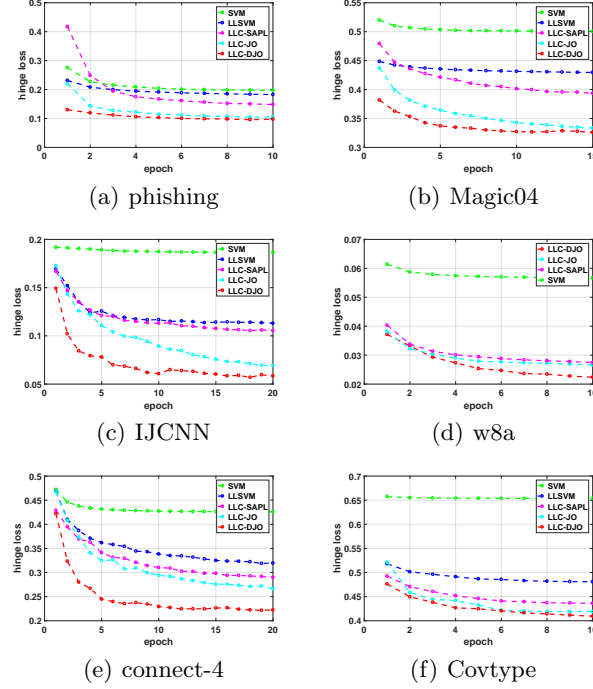 0.5
0.4
0.3
0.2
0.1
0
hinge loss
0 2 4 6 8 10
epoch
SVM
LLSVM
LLC-SAPL
LLC-JO
LLC-DJO
(a) phishing
0.55
0.5
0.45
0.4
0.35
0.3
hinge loss
0 5 10 15
epoch
SVM
LLSVM
LLC-SAPL
LLC-JO
LLC-DJO
(b) Magic04
0.2
0.15
0.1
0.05
hinge loss
0 5 10 15 20
epoch
SVM
LLSVM
LLC-SAPL
LLC-JO
LLC-DJO
(c) IJCNN
0.07
0.06
0.05
0.04
0.03
0.02
hinge loss
0 2 4 6 8 10
epoch
LLC-DJO
LLC-JO
LLC-SAPL
SVM
(d) w8a
0.5
0.45
0.4
0.35
0.3
0.25
0.2
hinge loss
0 5 10 15 20
epoch
SVM
LLSVM
LLC-SAPL
LLC-JO
LLC-DJO
(e) connect-4
0.7
0.65
0.6
0.55
0.5
0.45
0.4
hinge loss
0 2 4 6 8 10
epoch
SVM
LLSVM
LLC-SAPL
LLC-JO
LLC-DJO
(f) Covtype